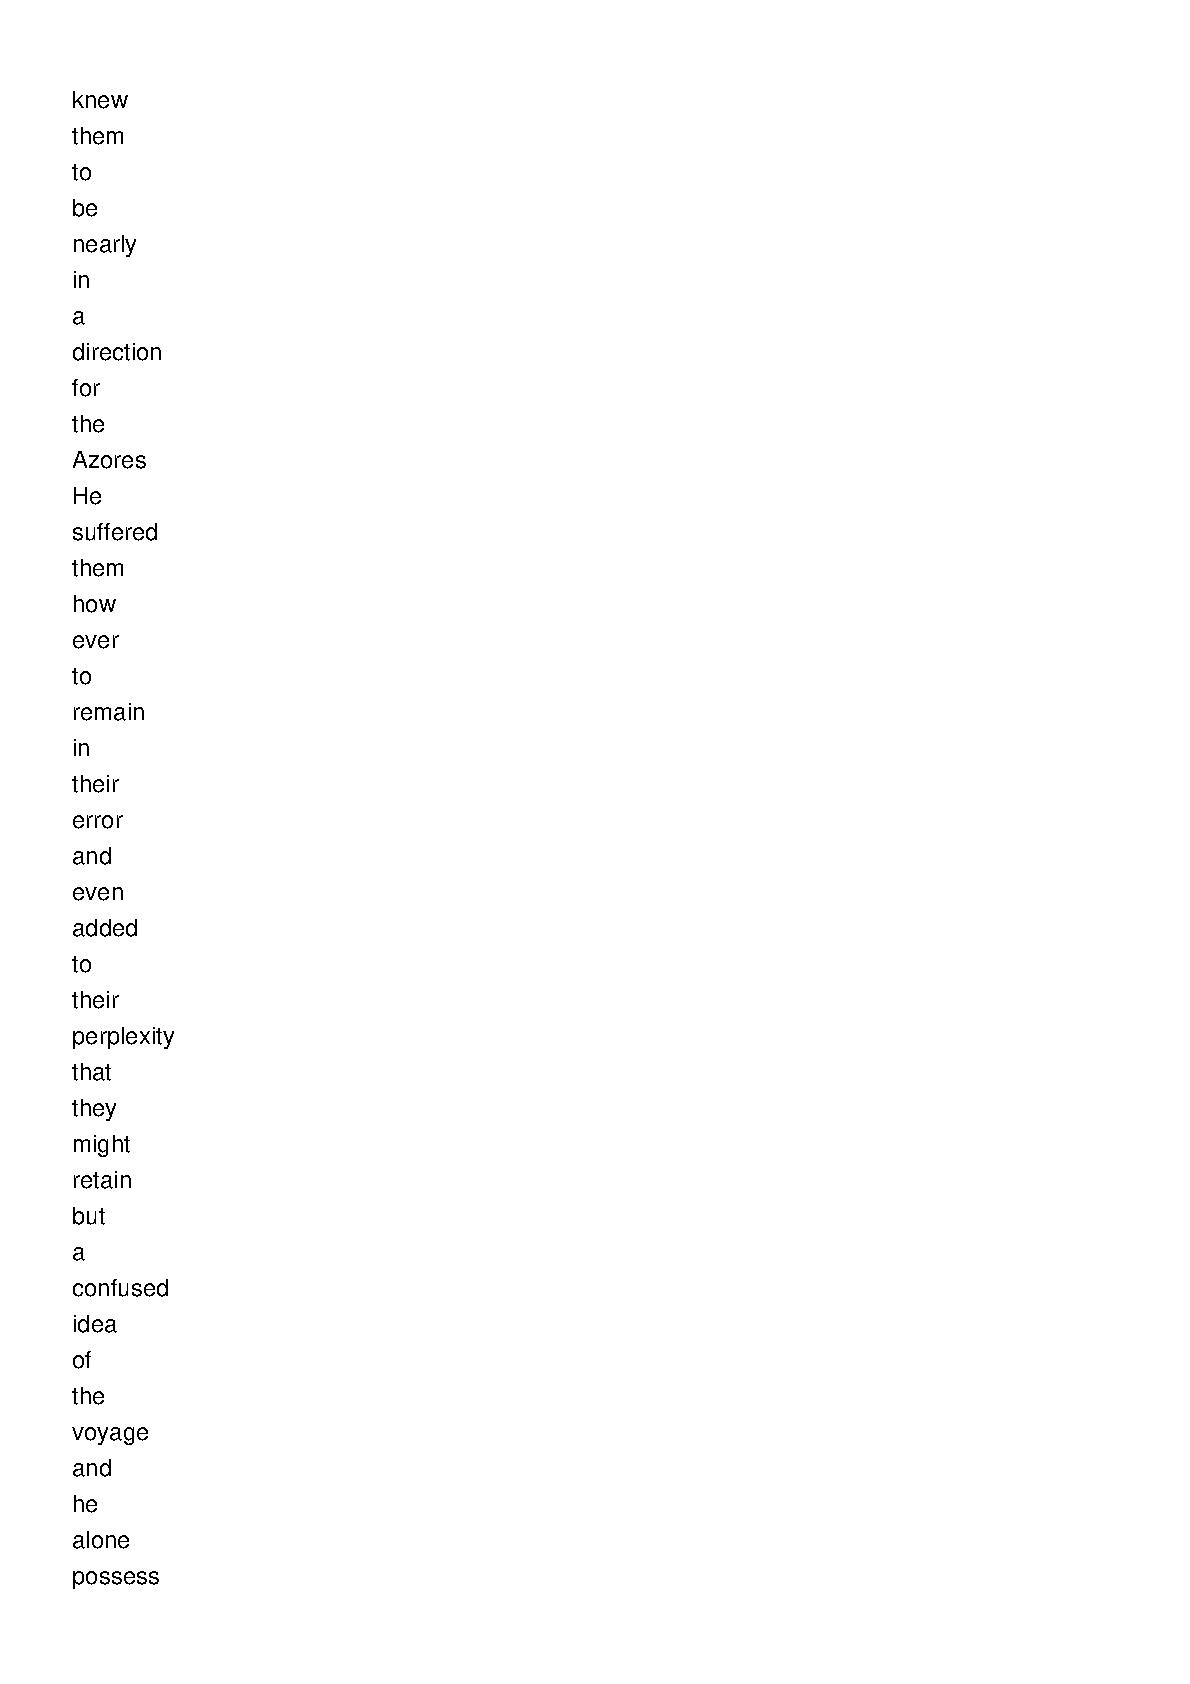 knew
them
to
be
nearly
in
a
direction
for
the
Azores
He
suffered
them
how
ever
to
remain
in
their
error
and
even
added
to
their
perplexity
that
they
might
retain
but
a
confused
idea
of
the
voyage
and
he
alone
possess